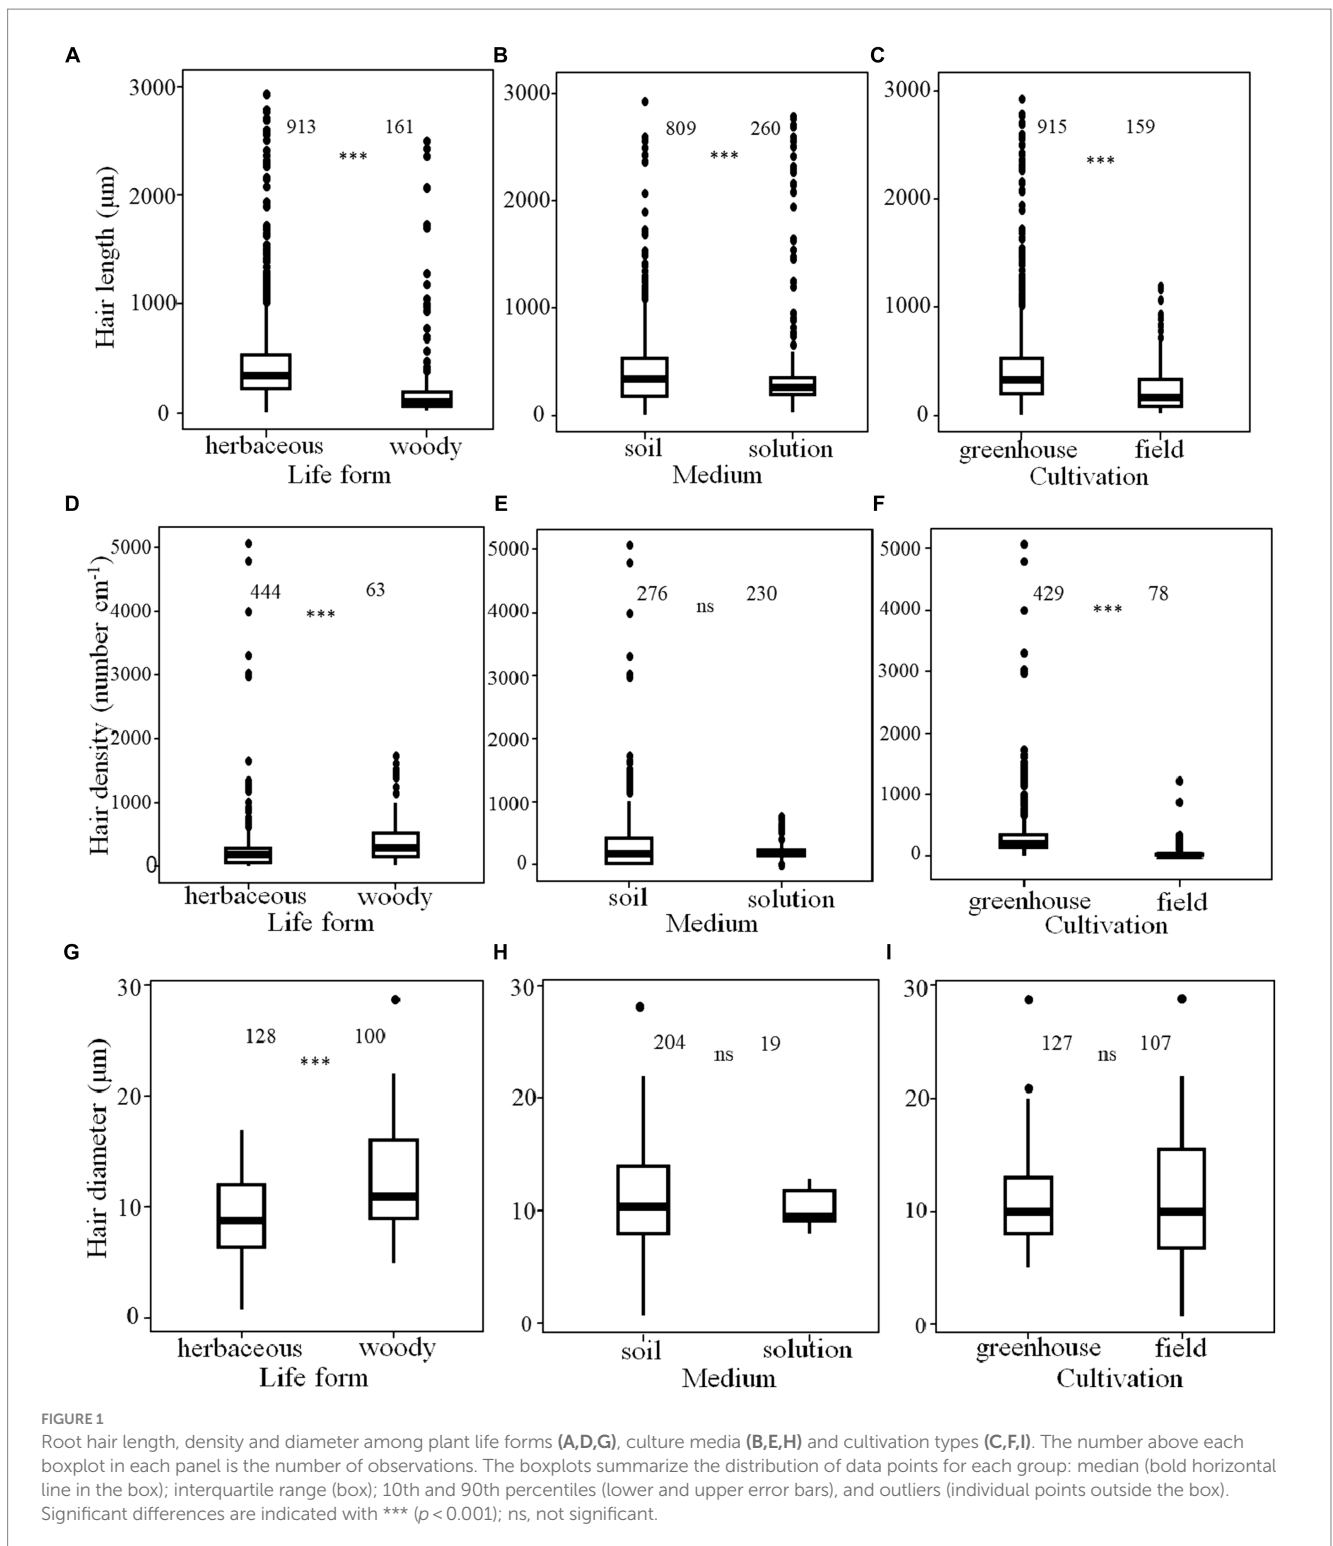 A
B
C
3000
2000
1000
0
Hair length (μm)
913
161
***
herbaceous
woody
Life form
3000
2000
1000
0
809
260
***
soil
solution
Medium
3000
2000
1000
0
915
159
***
greenhouse
field
Cultivation
D
E
F
5000
4000
3000
2000
1000
0
Hair density (number cm⁻¹)
444
63
***
herbaceous
woody
Life form
5000
4000
3000
2000
1000
0
276
ns
230
soil
solution
Medium
5000
4000
3000
2000
1000
0
429
***
78
greenhouse
field
Cultivation
G
H
I
30
20
10
0
Hair diameter (μm)
128
100
***
herbaceous
woody
Life form
30
20
10
0
204
ns
19
soil
solution
Medium
30
20
10
0
127
ns
107
greenhouse
field
Cultivation
FIGURE 1
Root hair length, density and diameter among plant life forms (A,D,G), culture media (B,E,H) and cultivation types (C,F,I). The number above each
boxplot in each panel is the number of observations. The boxplots summarize the distribution of data points for each group: median (bold horizontal
line in the box); interquartile range (box); 10th and 90th percentiles (lower and upper error bars), and outliers (individual points outside the box).
Significant differences are indicated with *** (p < 0.001); ns, not significant.